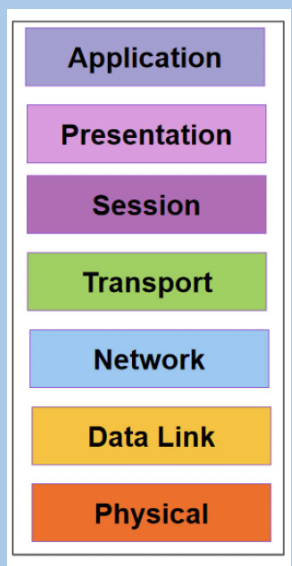 Application
Presentation
Session
Transport
Network
Data Link
Physical